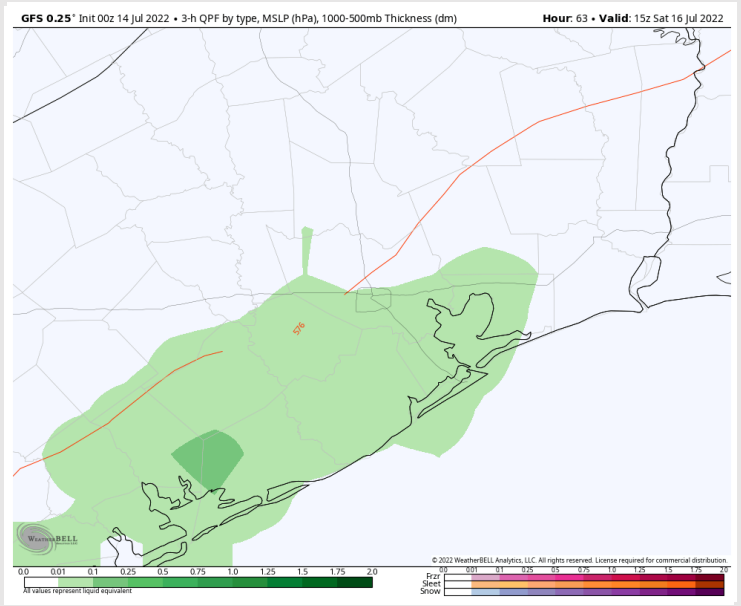 GFS 0.25° Init 00z 14 Jul 2022 • 3-h QPF by type, MSLP (hPa), 1000-500mb Thickness (dm) Hour: 63 • Valid: 15z Sat 16 Jul 2022
576
WEATHERBELL
© 2022 WeatherBELL Analytics, LLC. All rights reserved. License required for commercial distribution.
0.0 0.01 0.1 0.25 0.5 0.75 1.0 1.25 1.5 1.75 2.0
All values represent liquid equivalent
0.0 0.01 0.1 0.25 0.5 0.75 1.0 1.25 1.5 1.75 2.0
Frzr
Sleet
Snow